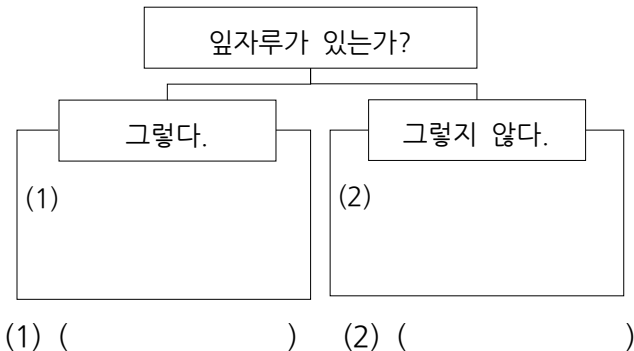 잎자루가 있는가?
그렇다.
그렇지 않다.
(1)
(2)
(1) (                    ) (2) (                    )